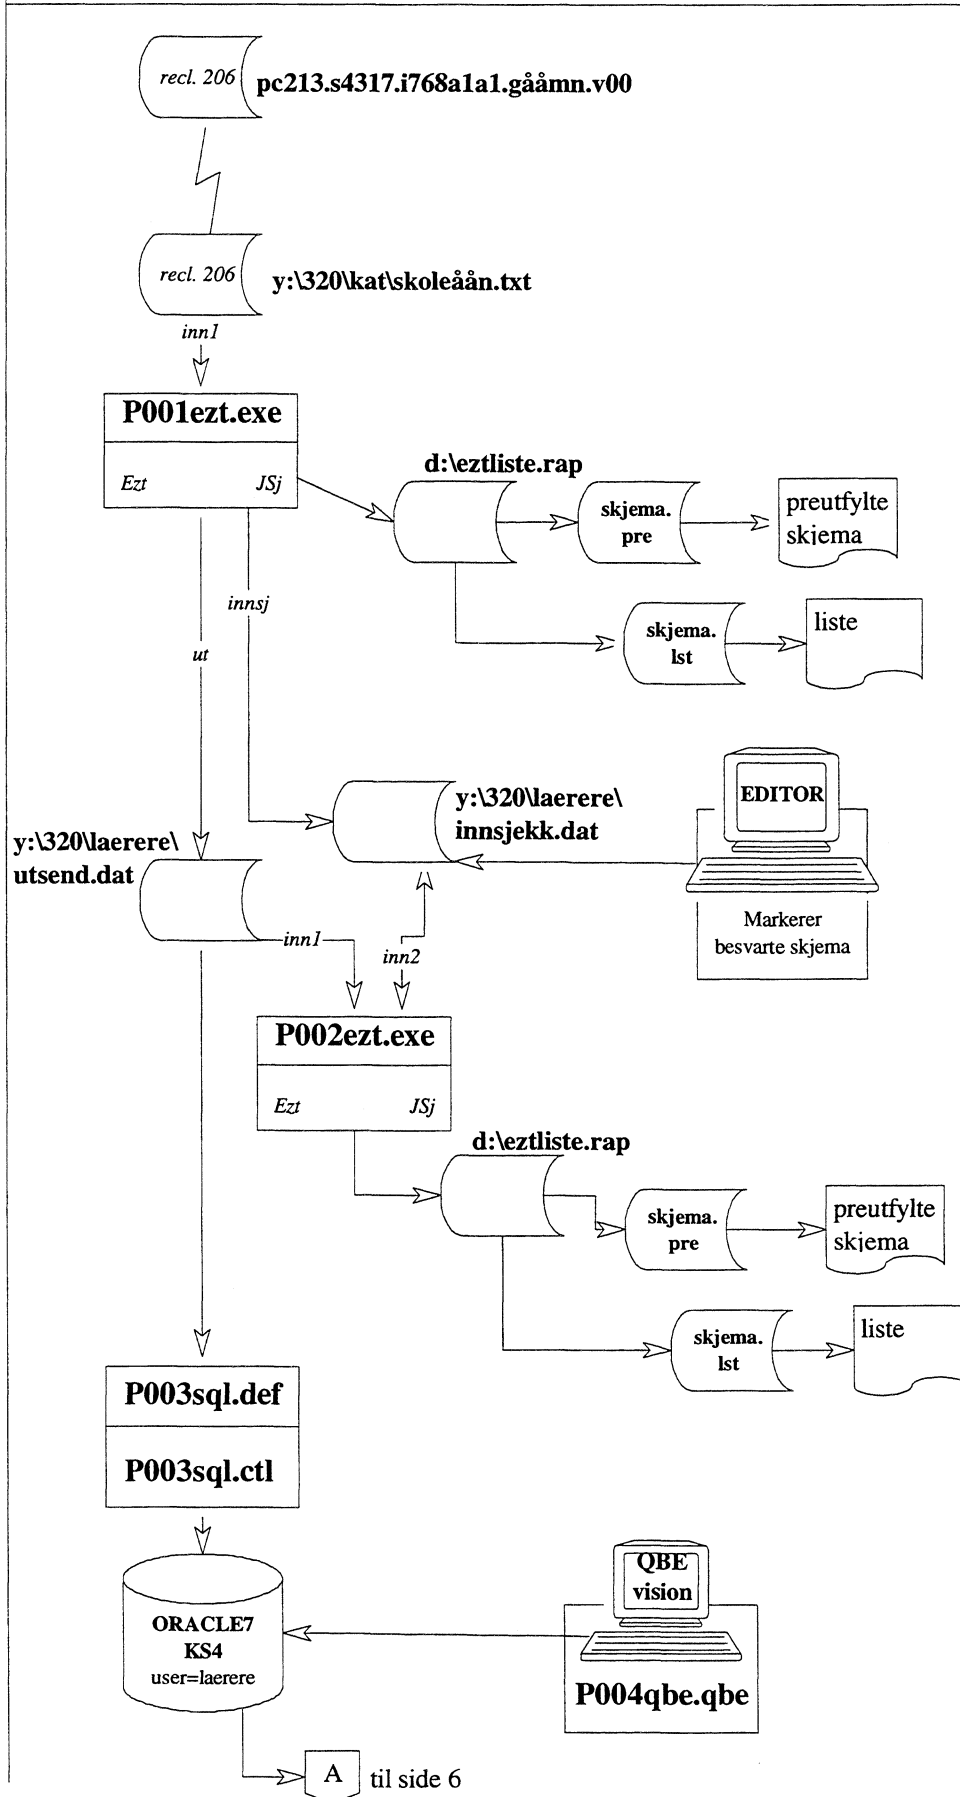 recl. 206
pc213.s4317.i768a1a1.gååmn.v00
recl. 206
y:\320\kat\skoleåån.txt
inn1
P001ezt.exe
Ezt JSj
d:\eztliste.rap
skjema.
pre
preutfylte
skjema
innsj
ut
skjema.
lst
liste
y:\320\laerere\
innsjekk.dat
EDITOR
Markerer
besvarte skjema
y:\320\laerere\
utsend.dat
inn1
inn2
P002ezt.exe
Ezt JSj
d:\eztliste.rap
skjema.
pre
preutfylte
skjema
skjema.
lst
liste
P003sql.def
P003sql.ctl
ORACLE7
KS4
user=laerere
QBE
vision
P004qbe.qbe
A til side 6